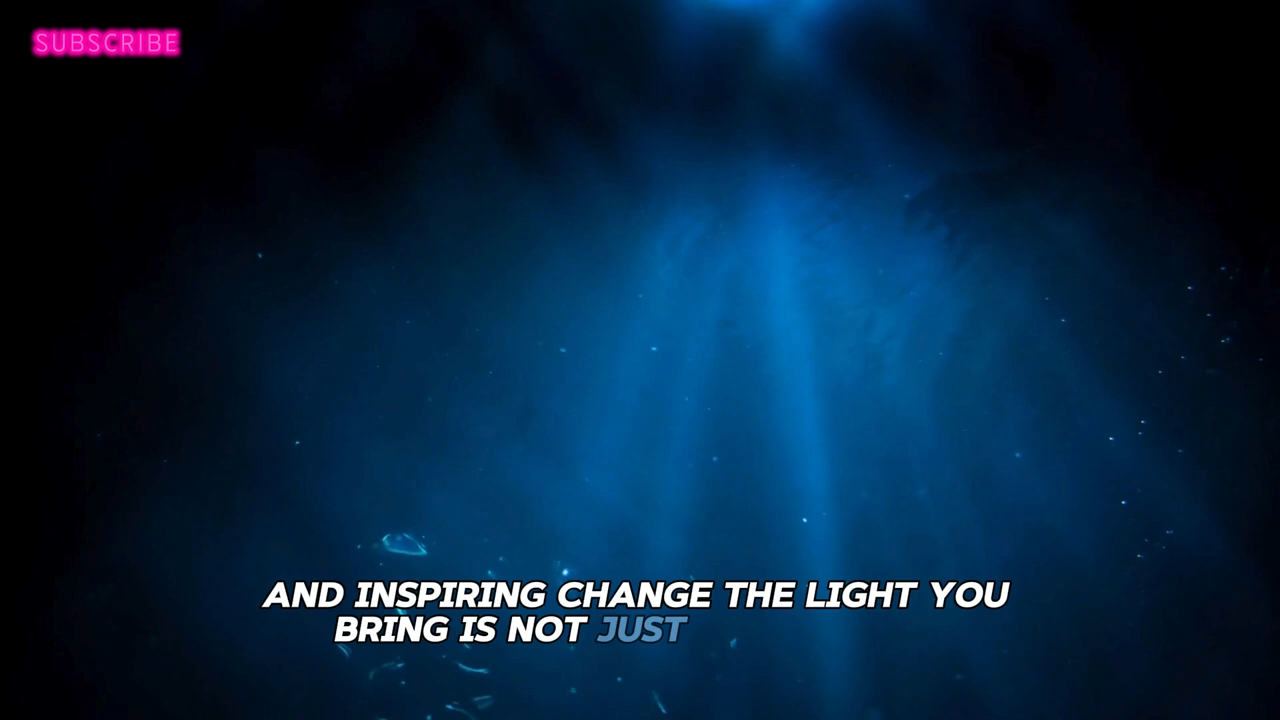 SUBSCRIBE
AND INSPIRING CHANGE THE LIGHT YOU
BRING IS NOT JUST